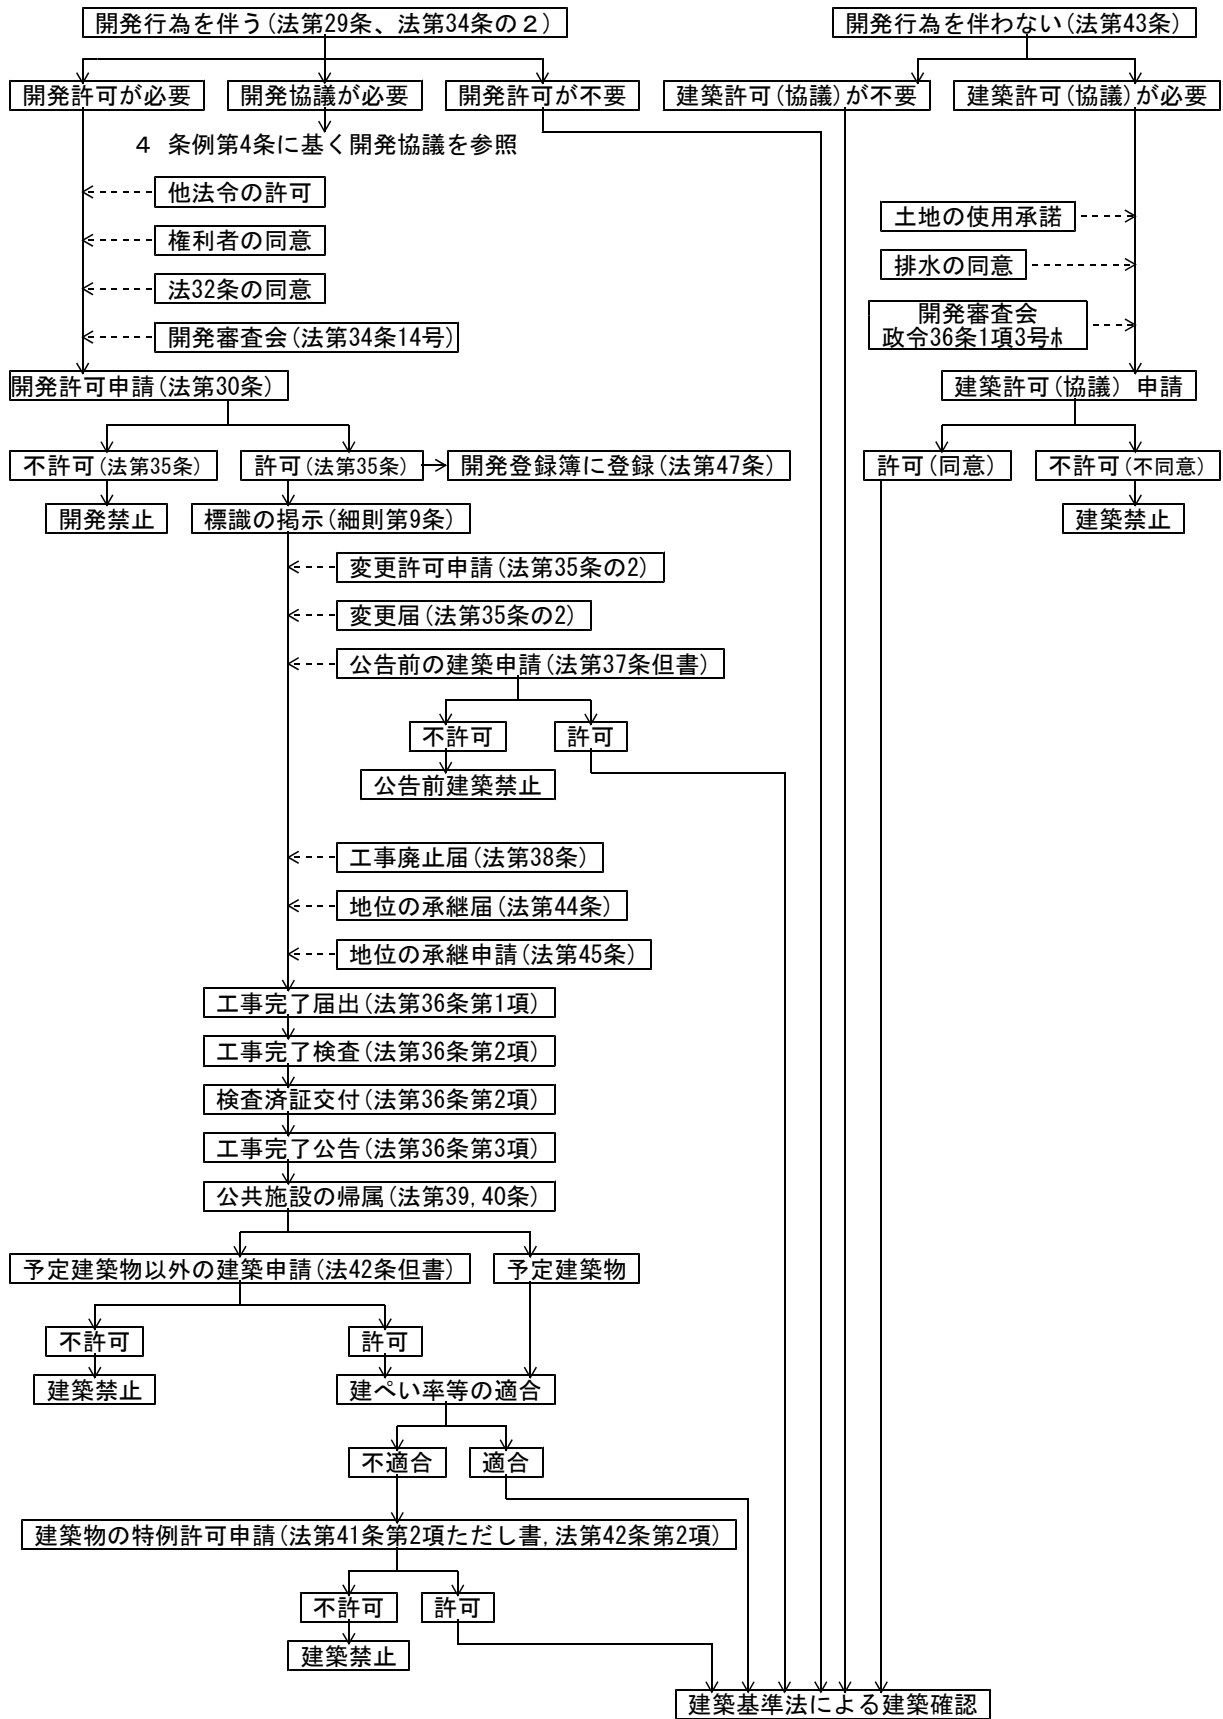 開発行為を伴う(法第29条、法第34条の２)
開発行為を伴わない(法第43条)
開発許可が必要
開発協議が必要
開発許可が不要
建築許可(協議)が不要
建築許可(協議)が必要
４ 条例第4条に基く開発協議を参照
他法令の許可
権利者の同意
法32条の同意
開発審査会(法第34条14号)
土地の使用承諾
排水の同意
開発審査会
政令36条1項3号ﾎ
開発許可申請(法第30条)
建築許可(協議) 申請
不許可(法第35条)
許可(法第35条)
開発登録簿に登録(法第47条)
許可(同意)
不許可(不同意)
開発禁止
標識の掲示(細則第9条)
建築禁止
変更許可申請(法第35条の2)
変更届(法第35条の2)
公告前の建築申請(法第37条但書)
不許可
許可
公告前建築禁止
工事廃止届(法第38条)
地位の承継届(法第44条)
地位の承継申請(法第45条)
工事完了届出(法第36条第1項)
工事完了検査(法第36条第2項)
検査済証交付(法第36条第2項)
工事完了公告(法第36条第3項)
公共施設の帰属(法第39,40条)
予定建築物以外の建築申請(法42条但書)
予定建築物
不許可
許可
建築禁止
建ぺい率等の適合
不適合
適合
建築物の特例許可申請(法第41条第2項ただし書,法第42条第2項)
不許可
許可
建築禁止
建築基準法による建築確認